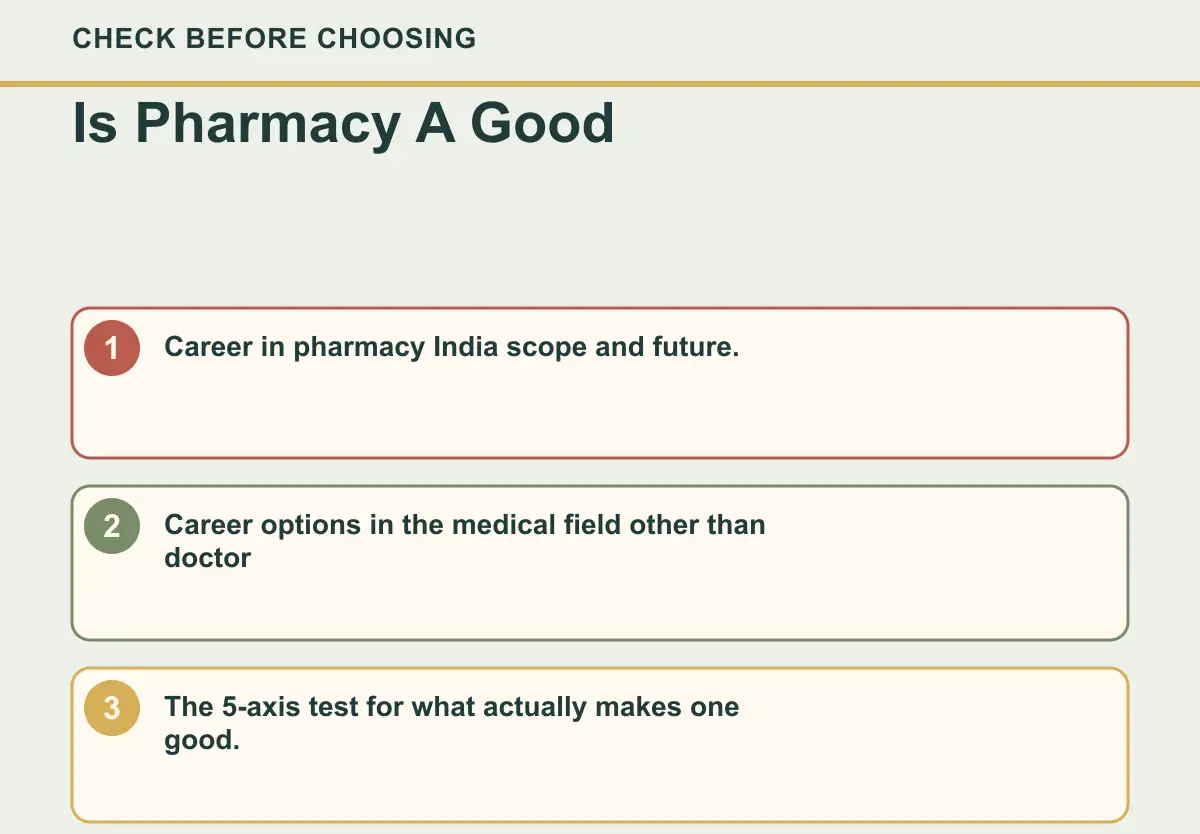 CHECK BEFORE CHOOSING
Is Pharmacy A Good
1
Career in pharmacy India scope and future.
2
Career options in the medical field other than
doctor
3
The 5-axis test for what actually makes one
good.